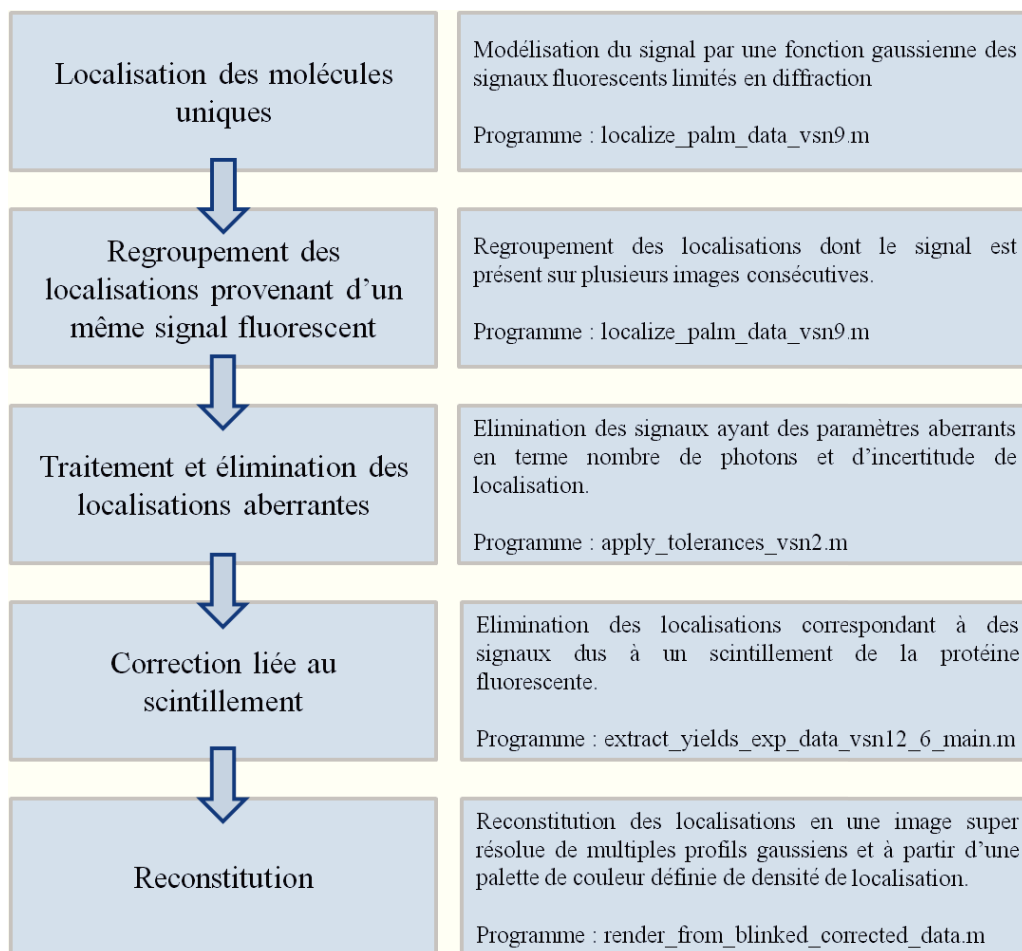 Localisation des molécules
uniques
Modélisation du signal par une fonction gaussienne des
signaux fluorescents limités en diffraction
Programme : localize_palm_data_vsn9.m
Regroupement des
localisations provenant d’un
même signal fluorescent
Regroupement des localisations dont le signal est
présent sur plusieurs images consécutives.
Programme : localize_palm_data_vsn9.m
Traitement et élimination des
localisations aberrantes
Elimination des signaux ayant des paramètres aberrants
en terme nombre de photons et d’incertitude de
localisation.
Programme : apply_tolerances_vsn2.m
Correction liée au
scintillement
Elimination des localisations correspondant à des
signaux dus à un scintillement de la protéine
fluorescente.
Programme : extract_yields_exp_data_vsn12_6_main.m
Reconstitution
Reconstitution des localisations en une image super
résolue de multiples profils gaussiens et à partir d’une
palette de couleur définie de densité de localisation.
Programme : render_from_blinked_corrected_data.m